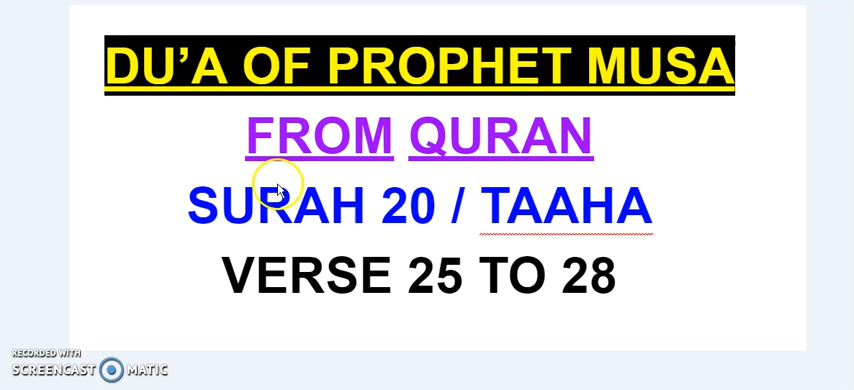 DU’A OF PROPHET MUSA
FROM QURAN
SURAH 20 / TAAHA
VERSE 25 TO 28
RECORDED WITH
SCREENCAST MATIC